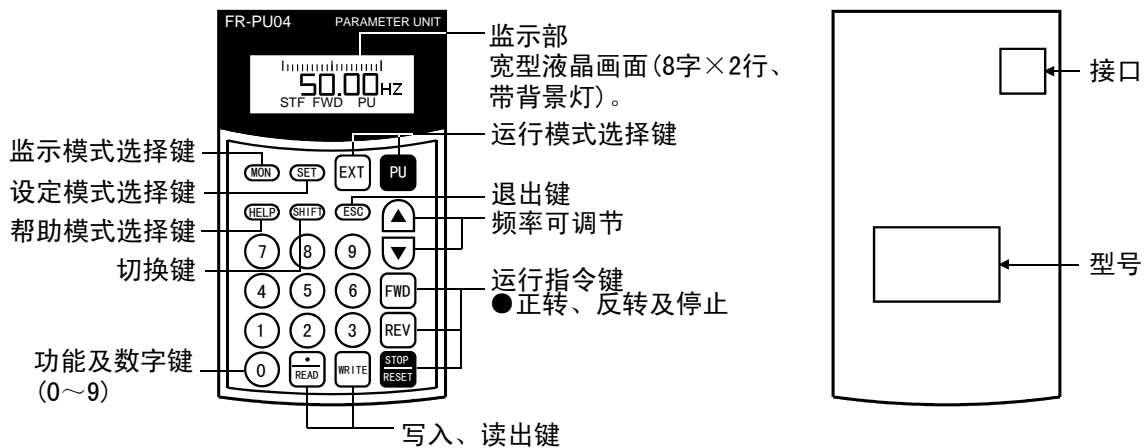 FR-PU04 PARAMETER UNIT
50.00HZ
STF FWD PU
MON SET EXT PU
HELP SHIFT ESC ▲
7 8 9 ▼
4 5 6 FWD
1 2 3 REV
0 • READ WRITE STOP RESET
监示模式选择键
设定模式选择键
帮助模式选择键
切换键
功能及数字键
(0～9)
监示部
宽型液晶画面(8字×2行、
带背景灯)。
运行模式选择键
退出键
频率可调节
运行指令键
●正转、反转及停止
写入、读出键
接口
型号